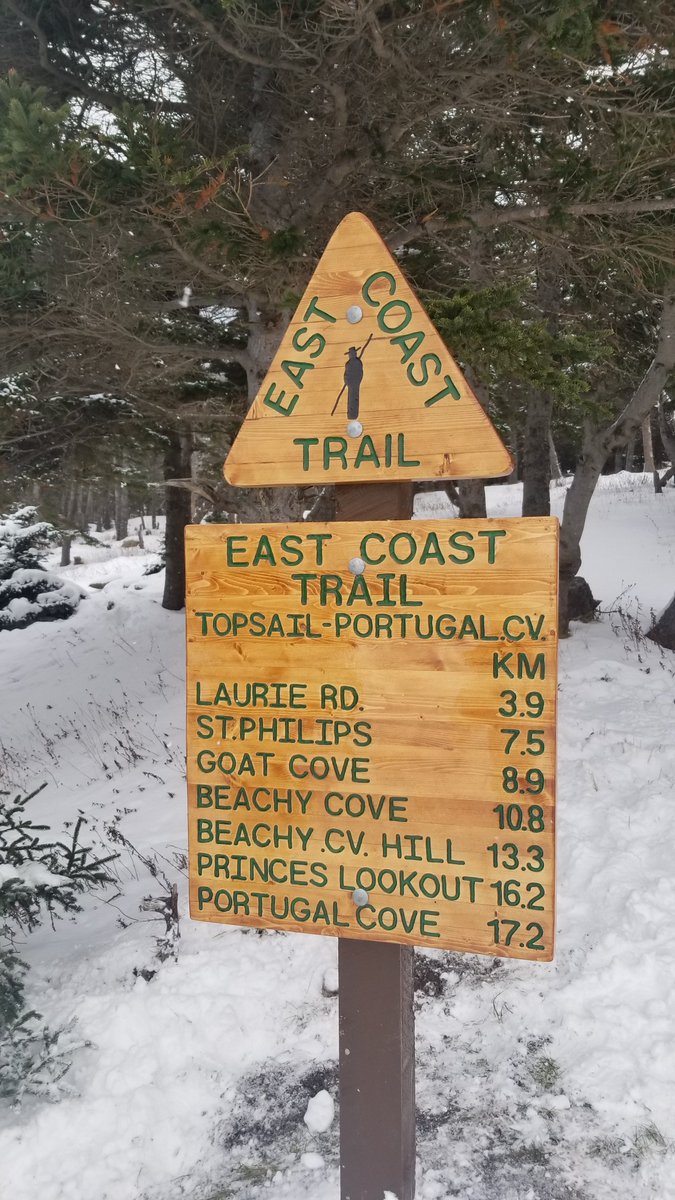 EAST COAST
TRAIL
EAST COAST
TRAIL
TOPSAIL-PORTUGAL.CV.
KM
LAURIE RD. 3.9
ST.PHILIPS 7.5
GOAT COVE 8.9
BEACHY COVE 10.8
BEACHY.CV. HILL 13.3
PRINCES LOOKOUT 16.2
PORTUGAL COVE 17.2